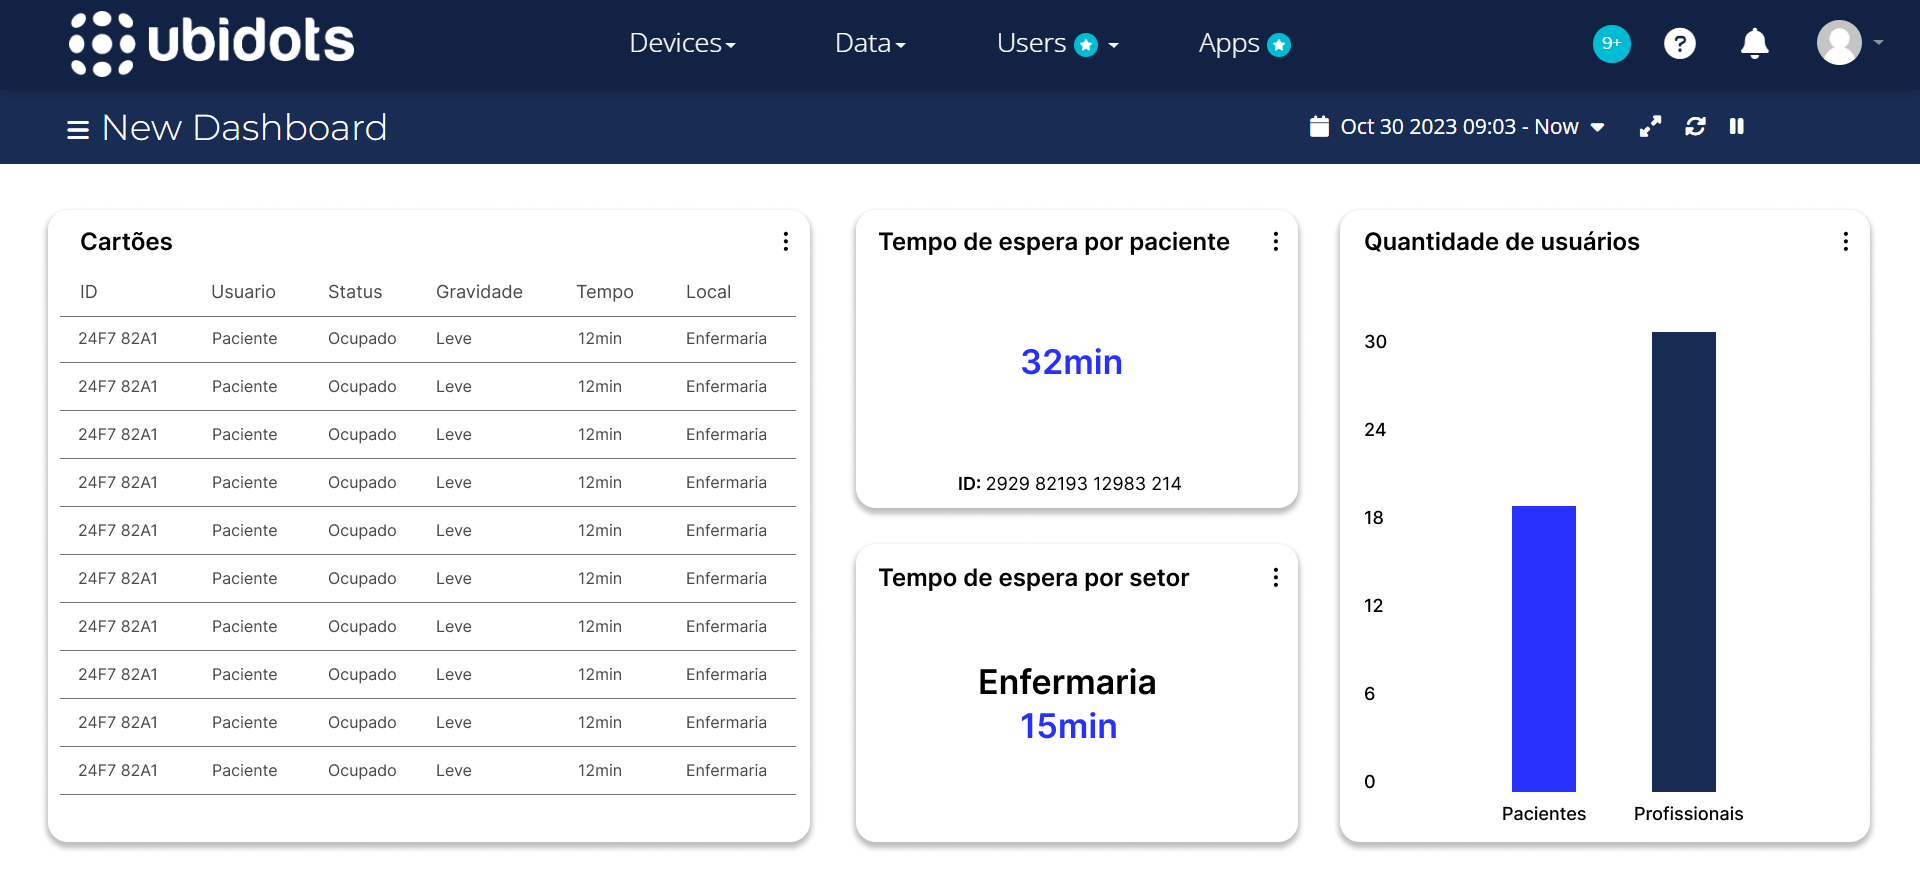 ubidots
Devices
Data
Users
Apps
9+
?
New Dashboard
Oct 30 2023 09:03 - Now
Cartões
ID Usuario Status Gravidade Tempo Local
24F7 82A1 Paciente Ocupado Leve 12min Enfermaria
24F7 82A1 Paciente Ocupado Leve 12min Enfermaria
24F7 82A1 Paciente Ocupado Leve 12min Enfermaria
24F7 82A1 Paciente Ocupado Leve 12min Enfermaria
24F7 82A1 Paciente Ocupado Leve 12min Enfermaria
24F7 82A1 Paciente Ocupado Leve 12min Enfermaria
24F7 82A1 Paciente Ocupado Leve 12min Enfermaria
24F7 82A1 Paciente Ocupado Leve 12min Enfermaria
24F7 82A1 Paciente Ocupado Leve 12min Enfermaria
24F7 82A1 Paciente Ocupado Leve 12min Enfermaria
Tempo de espera por paciente
32min
ID: 2929 82193 12983 214
Tempo de espera por setor
Enfermaria
15min
Quantidade de usuários
30
24
18
12
6
0
Pacientes Profissionais